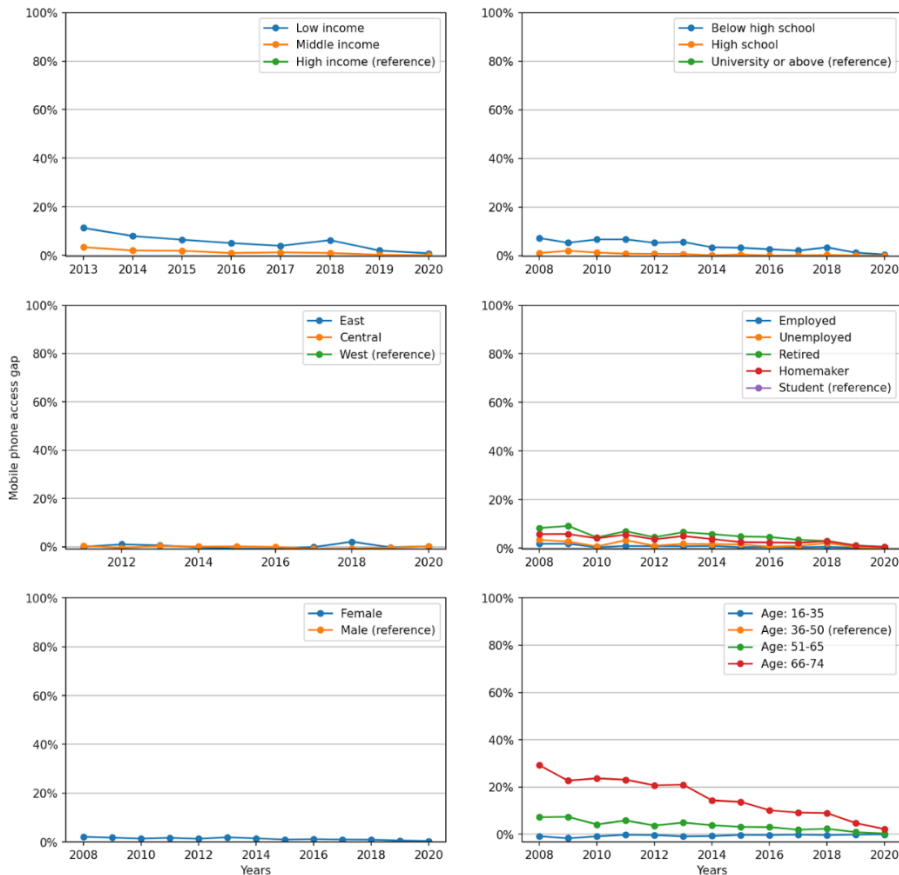 100%
80%
60%
40%
20%
0%
Low income
Middle income
High income (reference)
2013 2014 2015 2016 2017 2018 2019 2020
100%
80%
60%
40%
20%
0%
Below high school
High school
University or above (reference)
2008 2010 2012 2014 2016 2018 2020
Mobile phone access gap
100%
80%
60%
40%
20%
0%
East
Central
West (reference)
2012 2014 2016 2018 2020
100%
80%
60%
40%
20%
0%
Employed
Unemployed
Retired
Homemaker
Student (reference)
2008 2010 2012 2014 2016 2018 2020
100%
80%
60%
40%
20%
0%
Female
Male (reference)
2008 2010 2012 2014 2016 2018 2020
Years
100%
80%
60%
40%
20%
0%
Age: 16-35
Age: 36-50 (reference)
Age: 51-65
Age: 66-74
2008 2010 2012 2014 2016 2018 2020
Years